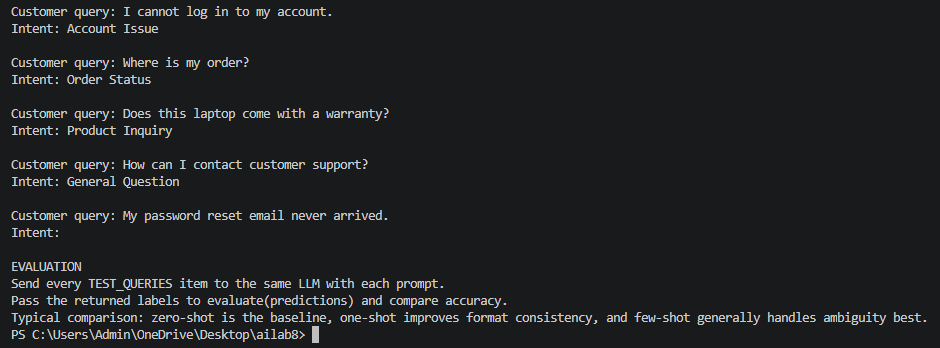 Customer query: I cannot log in to my account.
Intent: Account Issue
Customer query: Where is my order?
Intent: Order Status
Customer query: Does this laptop come with a warranty?
Intent: Product Inquiry
Customer query: How can I contact customer support?
Intent: General Question
Customer query: My password reset email never arrived.
Intent:
EVALUATION
Send every TEST_QUERIES item to the same LLM with each prompt.
Pass the returned labels to evaluate(predictions) and compare accuracy.
Typical comparison: zero-shot is the baseline, one-shot improves format consistency, and few-shot generally handles ambiguity best.
PS C:\Users\Admin\OneDrive\Desktop\ailab8>